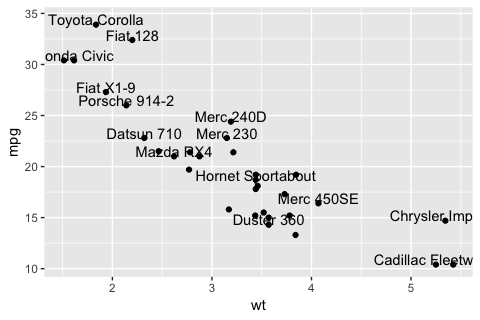 35
Toyota Corolla
Fiat 128
onda Civic
30
Fiat X1-9
Porsche 914-2
25
Merc 240D
Datsun 710
Merc 230
mpg
Mazda RX4
20
Hornet Sportabout
Merc 450SE
15
Duster 360
Chrysler Imp
Cadillac Fleetw
10
2
3
4
5
wt